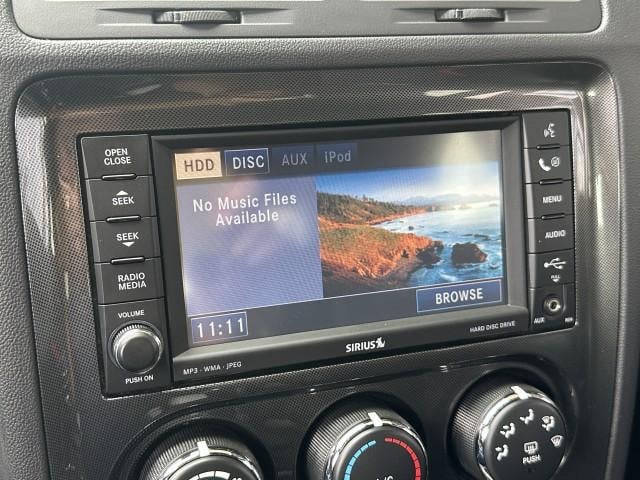 OPEN
CLOSE
SEEK
SEEK
RADIO
MEDIA
VOLUME
PUSH ON
HDD DISC AUX iPod
No Music Files
Available
11:11
BROWSE
MP3 · WMA · JPEG
SIRIUS
HARD DISC DRIVE
MENU
AUDIO
PULL
AUX
PUSH